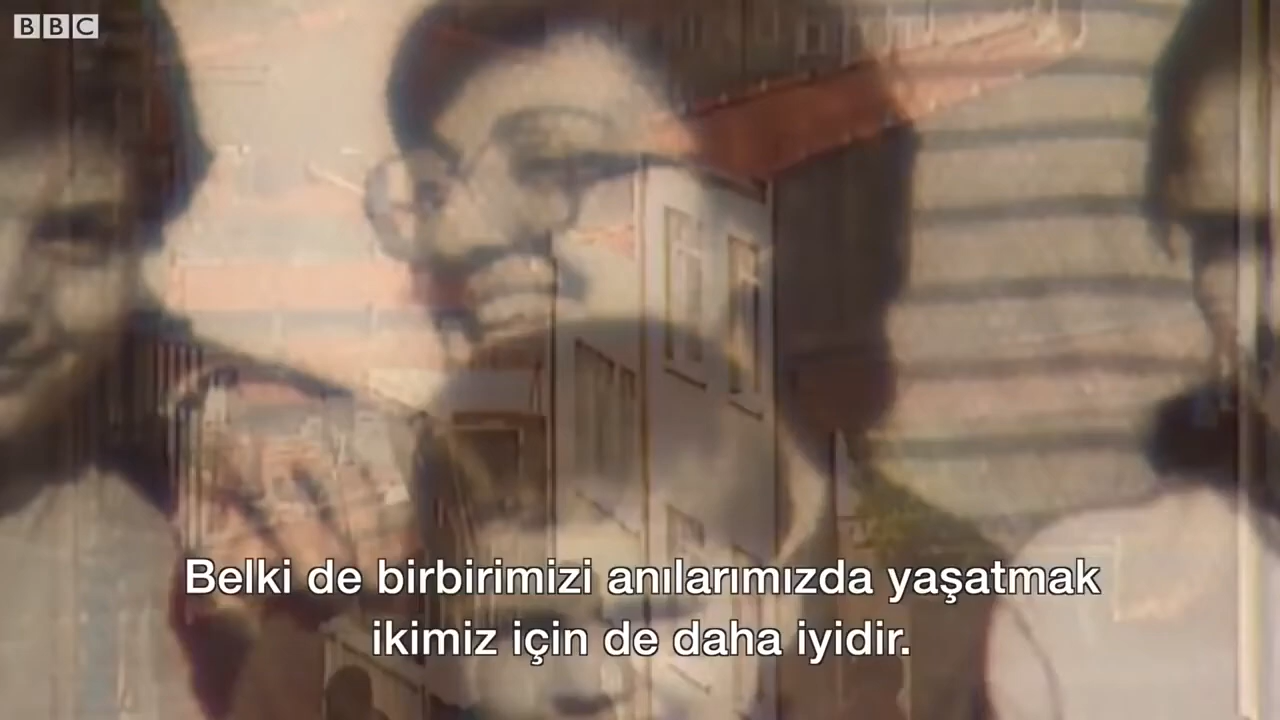 BBC
Belki de birbirimizi anılarımızda yaşatmak
ikimiz için de daha iyidir.